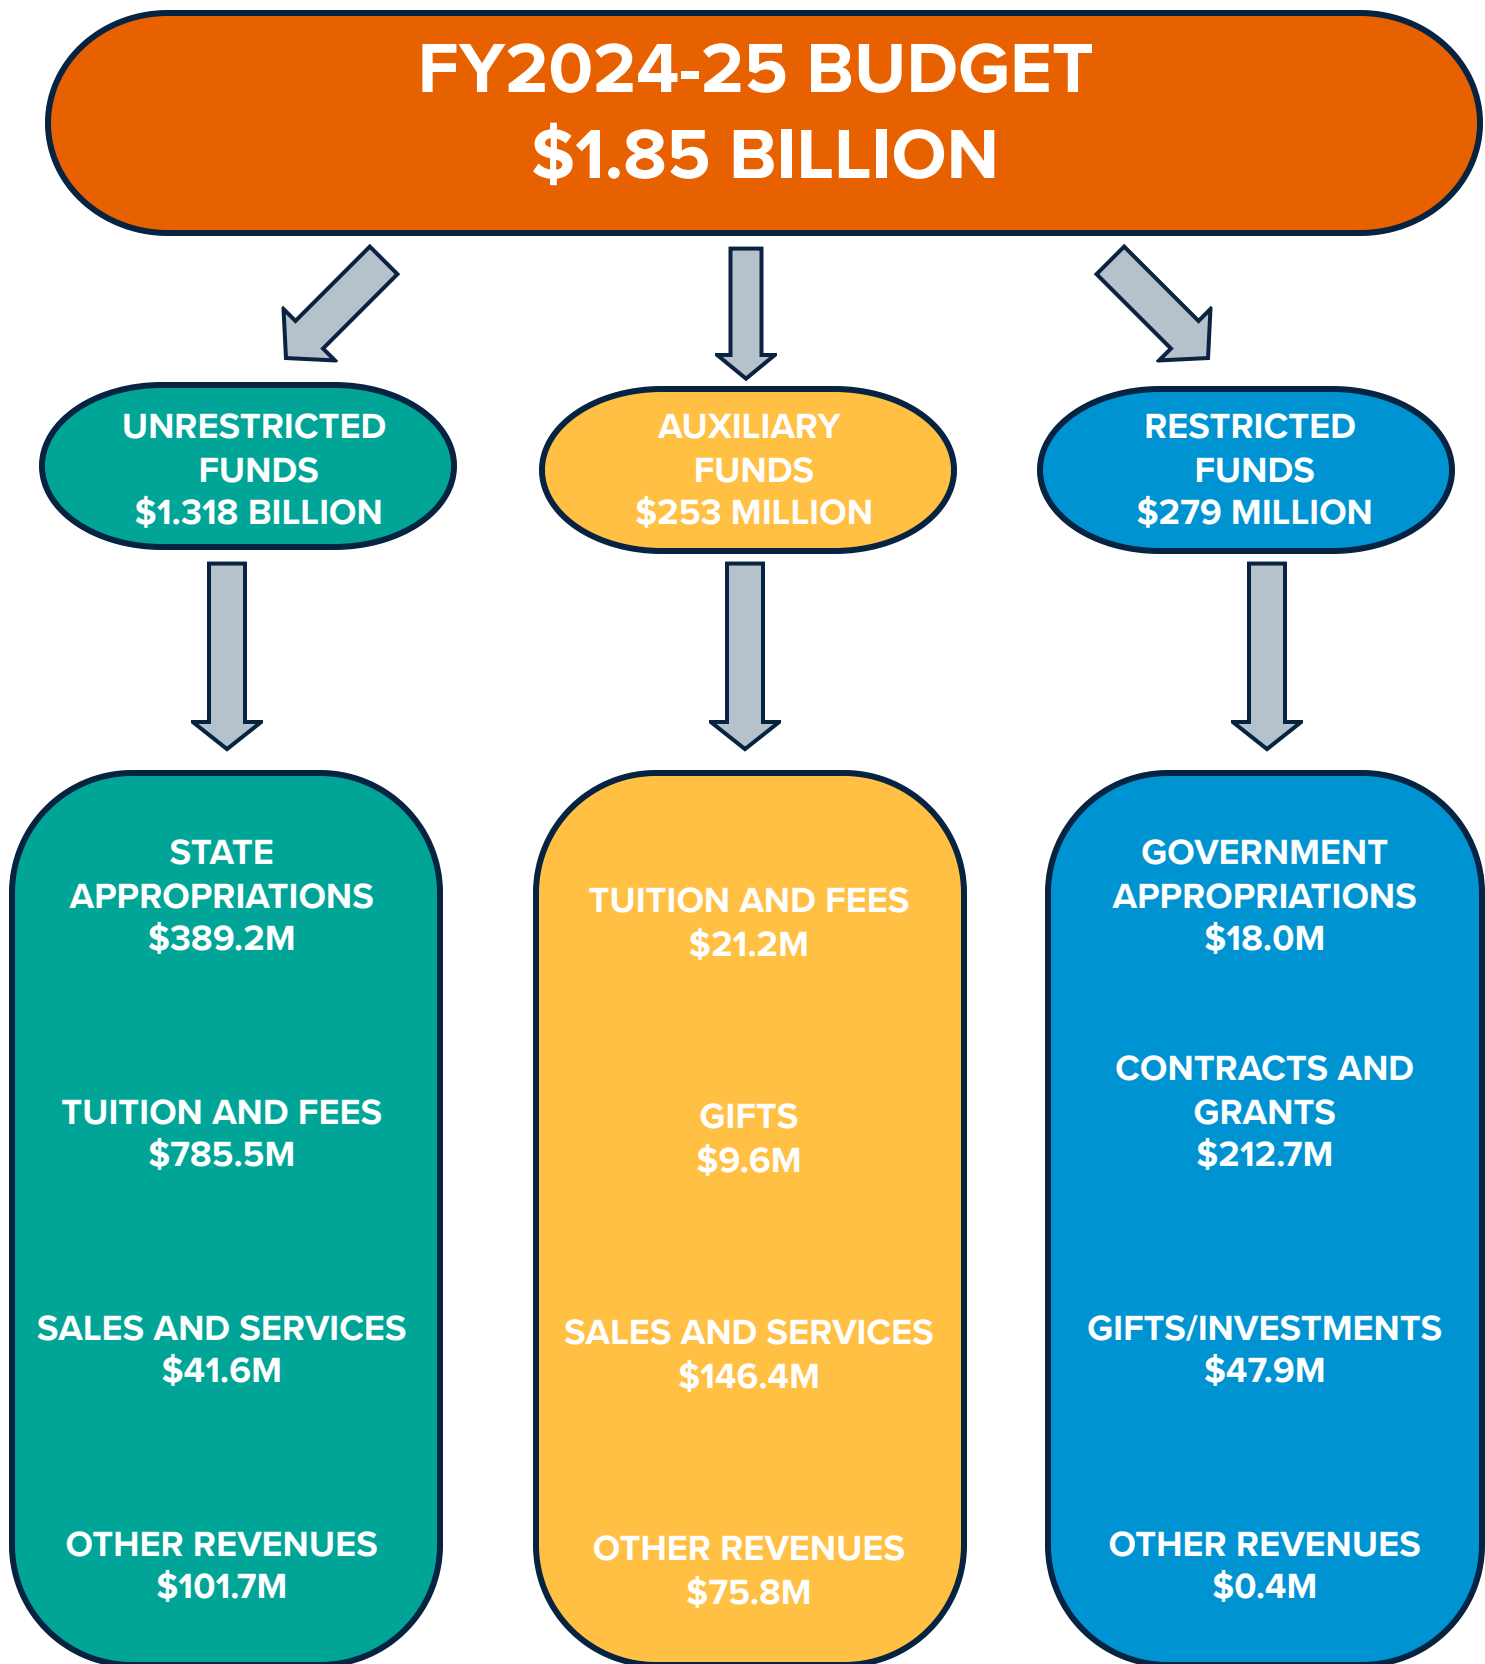 FY2024-25 BUDGET
$1.85 BILLION
UNRESTRICTED
FUNDS
$1.318 BILLION
AUXILIARY
FUNDS
$253 MILLION
RESTRICTED
FUNDS
$279 MILLION
STATE
APPROPRIATIONS
$389.2M
TUITION AND FEES
$785.5M
SALES AND SERVICES
$41.6M
OTHER REVENUES
$101.7M
TUITION AND FEES
$21.2M
GIFTS
$9.6M
SALES AND SERVICES
$146.4M
OTHER REVENUES
$75.8M
GOVERNMENT
APPROPRIATIONS
$18.0M
CONTRACTS AND
GRANTS
$212.7M
GIFTS/INVESTMENTS
$47.9M
OTHER REVENUES
$0.4M